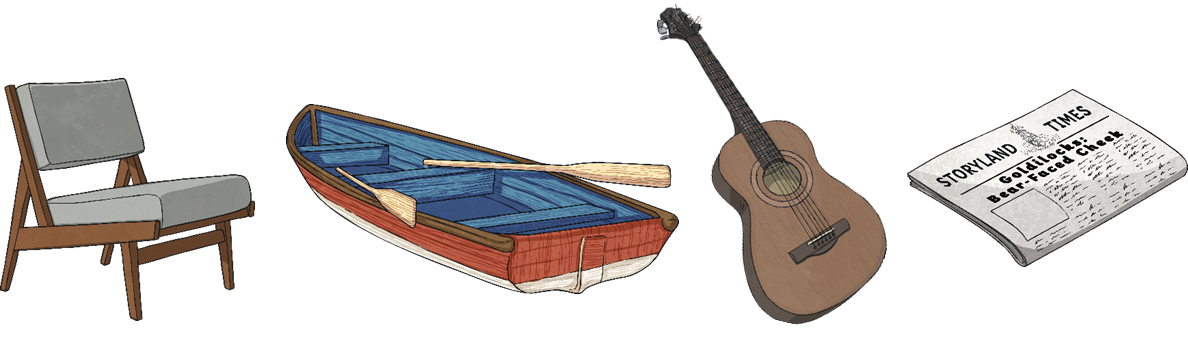 STORYLAND TIMES
Goldilocks:
Bear-Faced Cheek